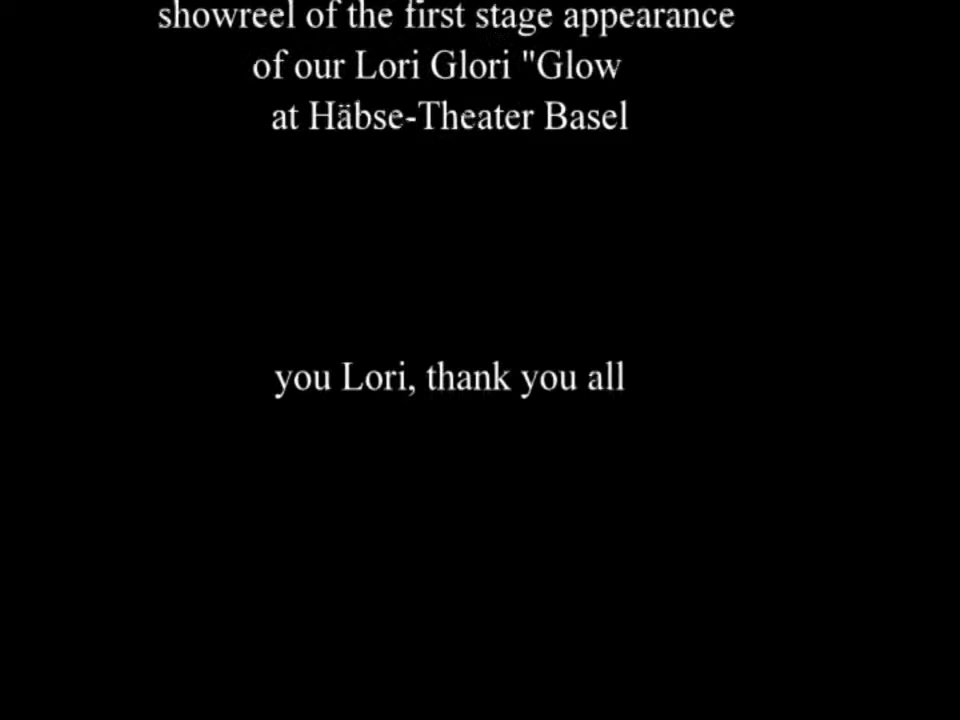 showreel of the first stage appearance
of our Lori Glori "Glow
at Häbse-Theater Basel
you Lori, thank you all